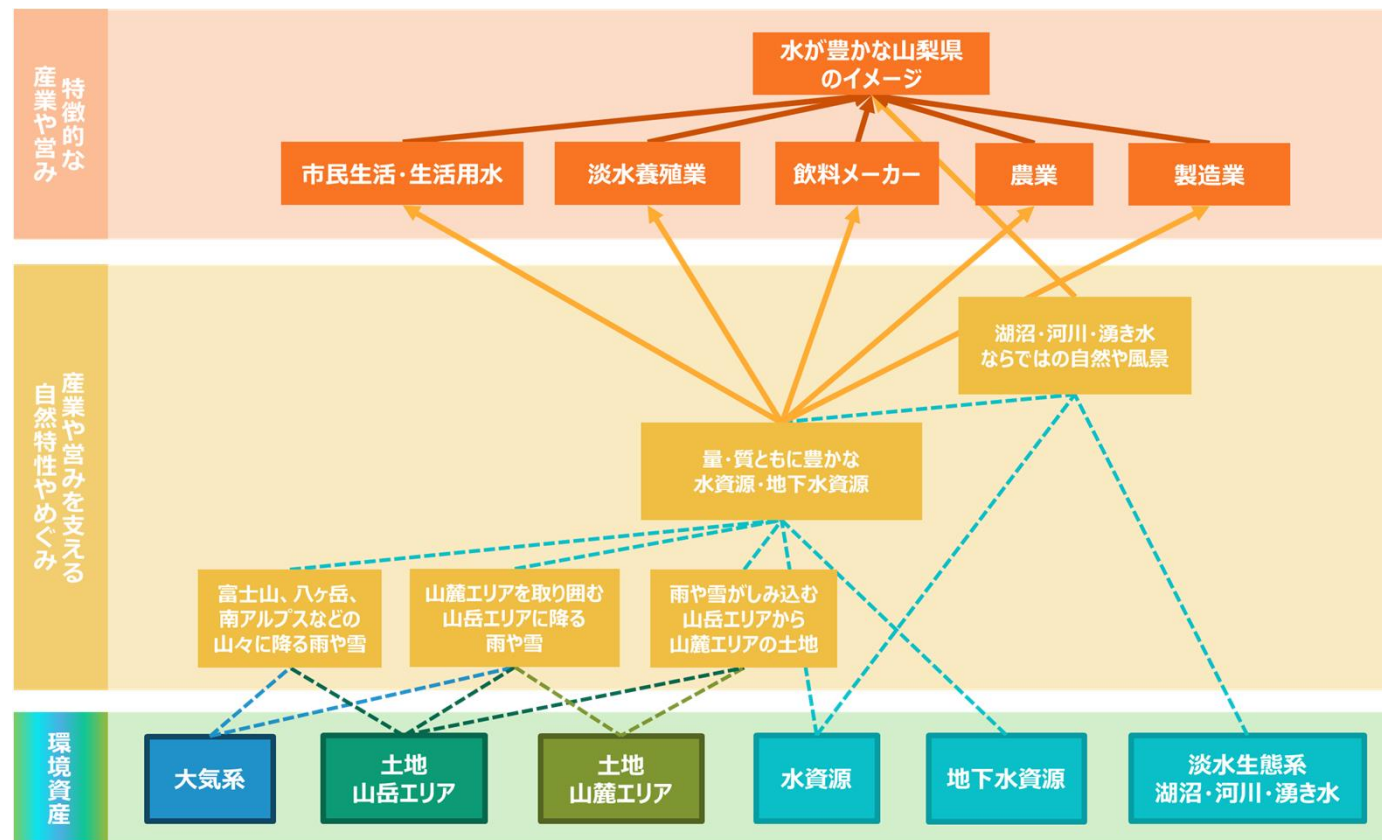 特徴的な
産業や営み
水が豊かな山梨県
のイメージ
市民生活・生活用水
淡水養殖業
飲料メーカー
農業
製造業
産業や営みを支える
自然特性やめぐみ
湖沼・河川・湧き水
ならではの自然や風景
量・質ともに豊かな
水資源・地下水資源
富士山、八ヶ岳、
南アルプスなどの
山々に降る雨や雪
山麓エリアを取り囲む
山岳エリアに降る
雨や雪
雨や雪がしみ込む
山岳エリアから
山麓エリアの土地
環境資産
大気系
土地
山岳エリア
土地
山麓エリア
水資源
地下水資源
淡水生態系
湖沼・河川・湧き水